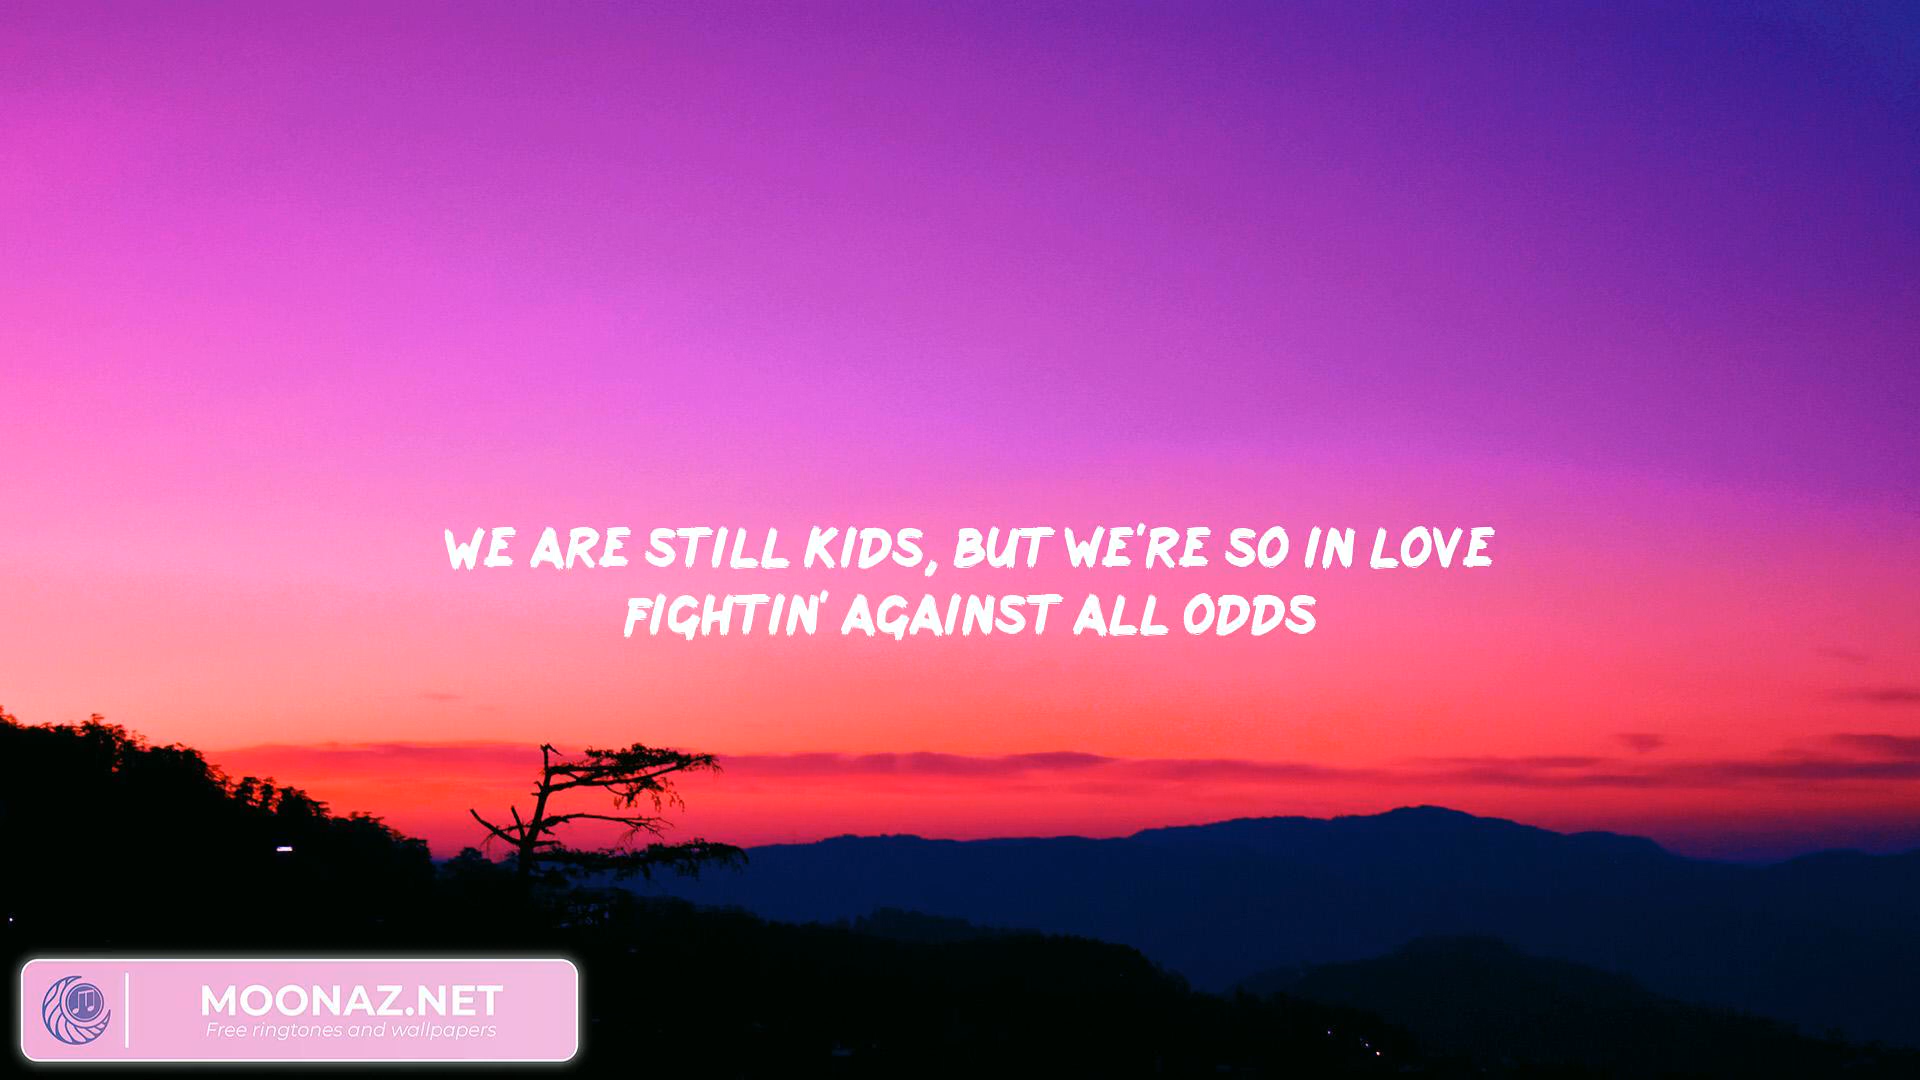 WE ARE STILL KIDS, BUT WE'RE SO IN LOVE
FIGHTIN' AGAINST ALL ODDS
MOONAZ.NET
Free ringtones and wallpapers